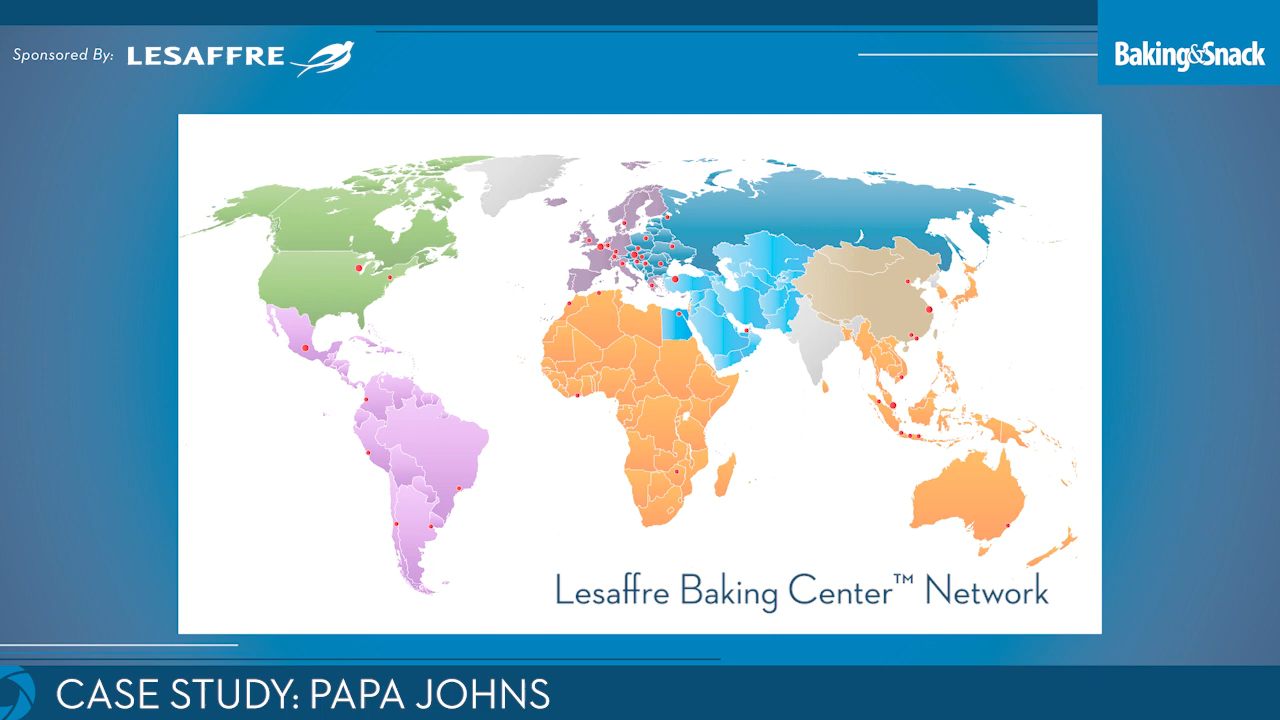 Sponsored By: LESAFFRE
Baking&Snack
Lesaffre Baking Center™ Network
CASE STUDY: PAPA JOHNS